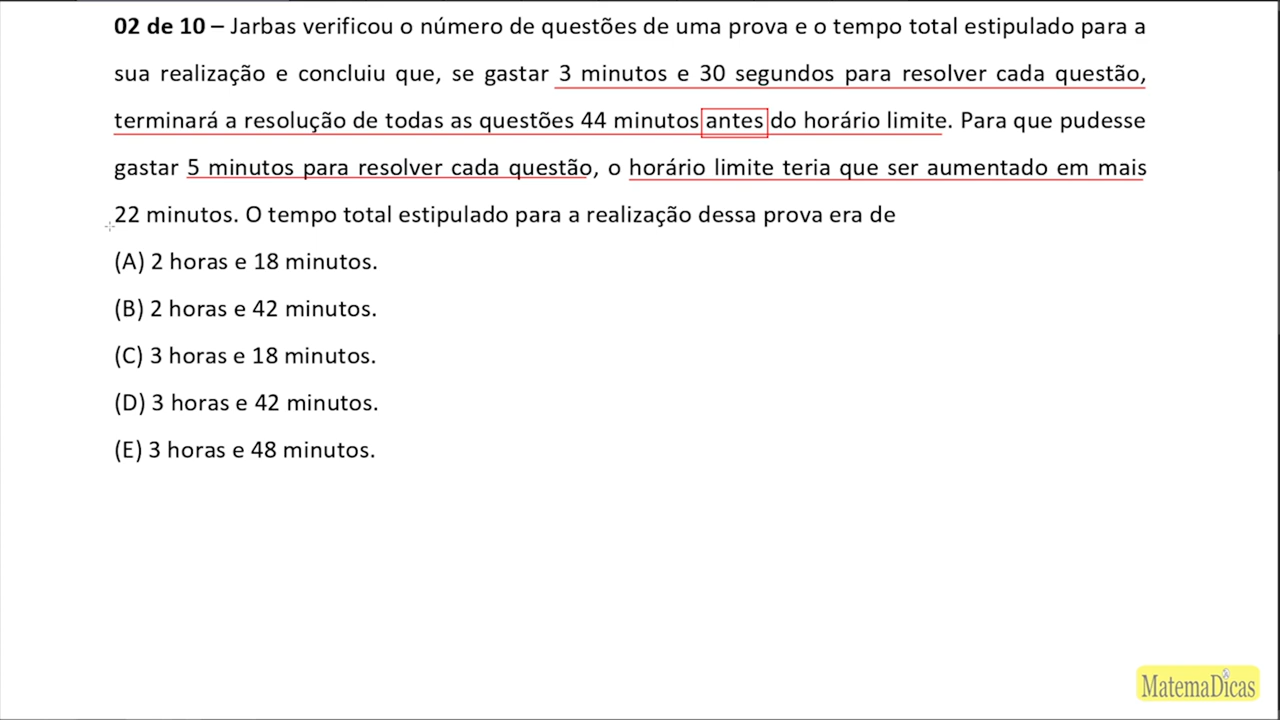 02 de 10 – Jarbas verificou o número de questões de uma prova e o tempo total estipulado para a
sua realização e concluiu que, se gastar 3 minutos e 30 segundos para resolver cada questão,
terminará a resolução de todas as questões 44 minutos antes do horário limite. Para que pudesse
gastar 5 minutos para resolver cada questão, o horário limite teria que ser aumentado em mais
22 minutos. O tempo total estipulado para a realização dessa prova era de
(A) 2 horas e 18 minutos.
(B) 2 horas e 42 minutos.
(C) 3 horas e 18 minutos.
(D) 3 horas e 42 minutos.
(E) 3 horas e 48 minutos.
MatemaDicas